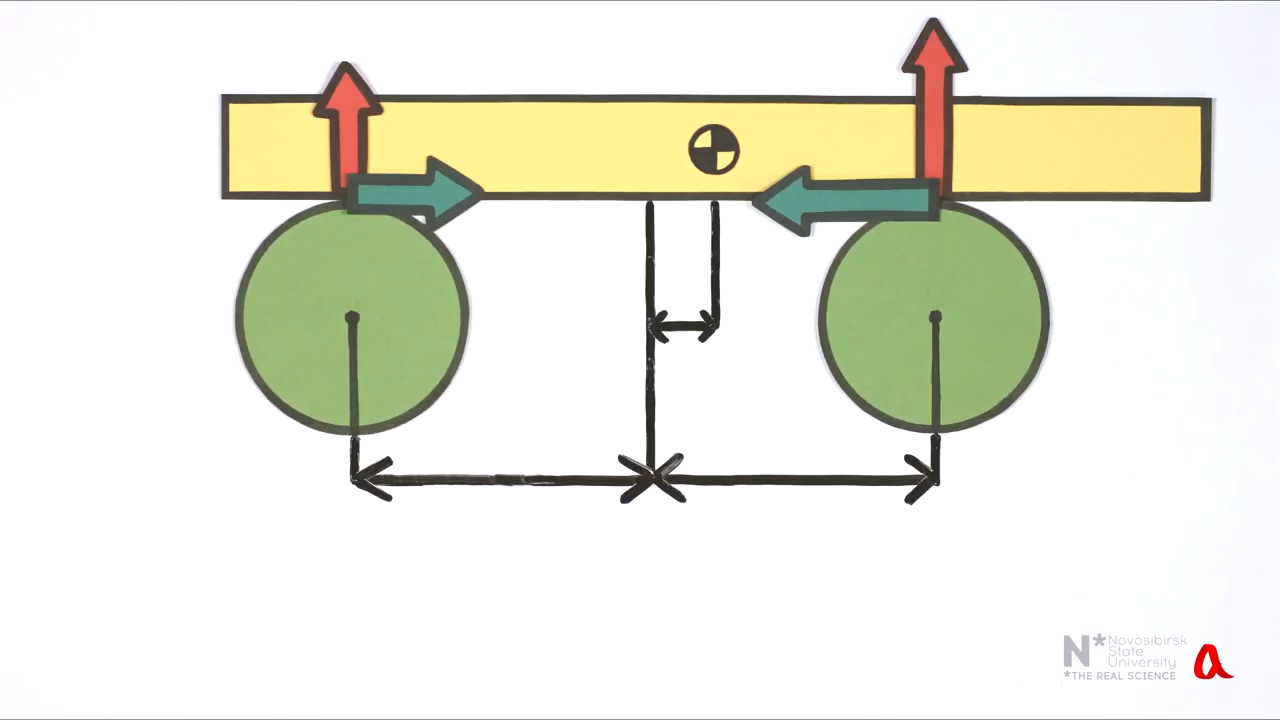 N*
Novosibirsk
State
University
*THE REAL SCIENCE
a